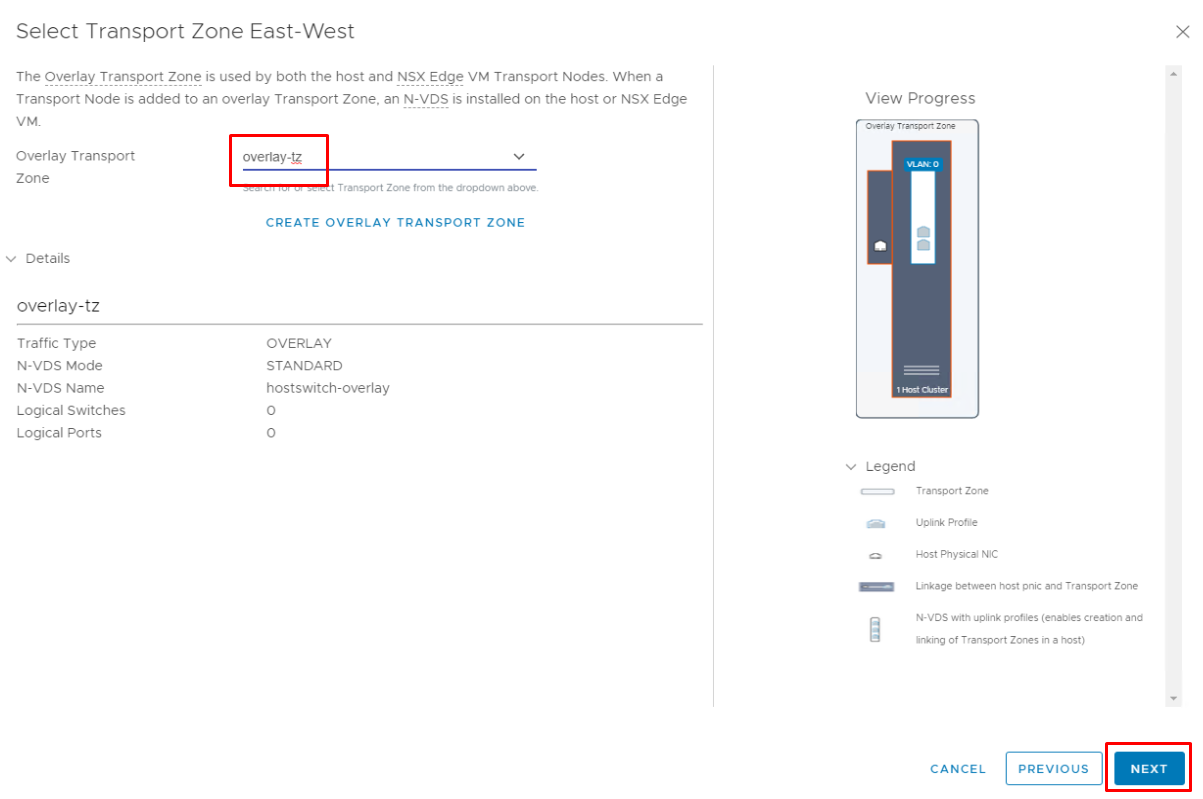 Select Transport Zone East-West
The Overlay Transport Zone is used by both the host and NSX Edge VM Transport Nodes. When a
Transport Node is added to an overlay Transport Zone, an N-VDS is installed on the host or NSX Edge
VM.
Overlay Transport
Zone
overlay-tz
Search for or select Transport Zone from the dropdown above.
CREATE OVERLAY TRANSPORT ZONE
Details
overlay-tz
Traffic Type OVERLAY
N-VDS Mode STANDARD
N-VDS Name hostswitch-overlay
Logical Switches 0
Logical Ports 0
View Progress
Overlay Transport Zone
VLAN: 0
1 Host Cluster
Legend
Transport Zone
Uplink Profile
Host Physical NIC
Linkage between host pnic and Transport Zone
N-VDS with uplink profiles (enables creation and
linking of Transport Zones in a host)
CANCEL
PREVIOUS
NEXT